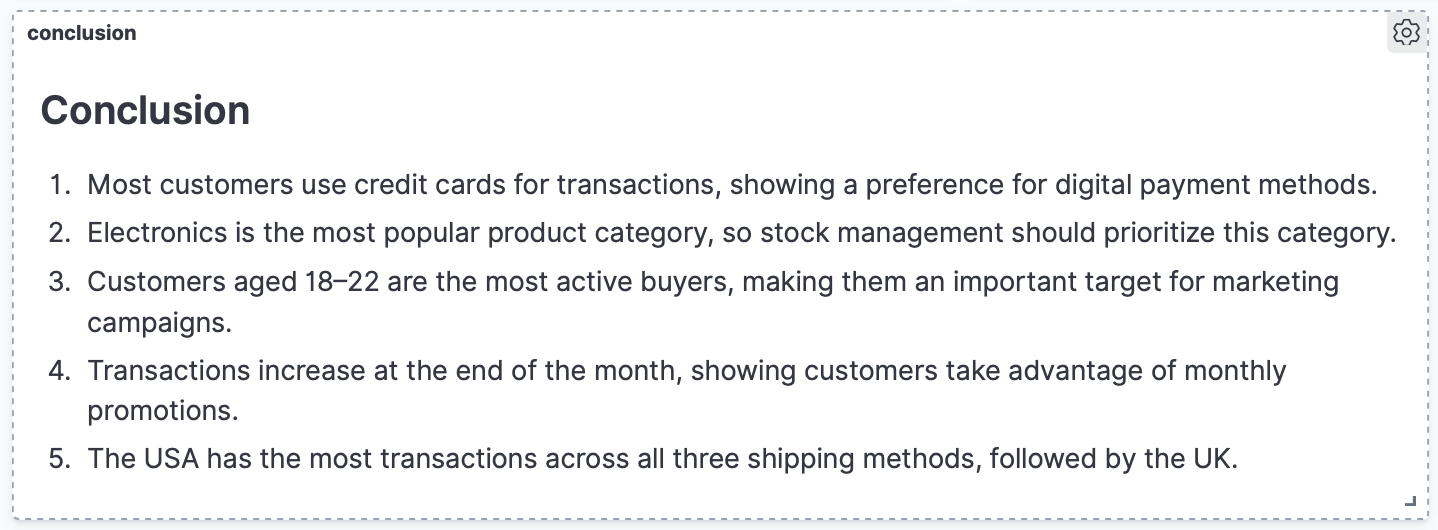 conclusion
Conclusion
1. Most customers use credit cards for transactions, showing a preference for digital payment methods.
2. Electronics is the most popular product category, so stock management should prioritize this category.
3. Customers aged 18–22 are the most active buyers, making them an important target for marketing
campaigns.
4. Transactions increase at the end of the month, showing customers take advantage of monthly
promotions.
5. The USA has the most transactions across all three shipping methods, followed by the UK.